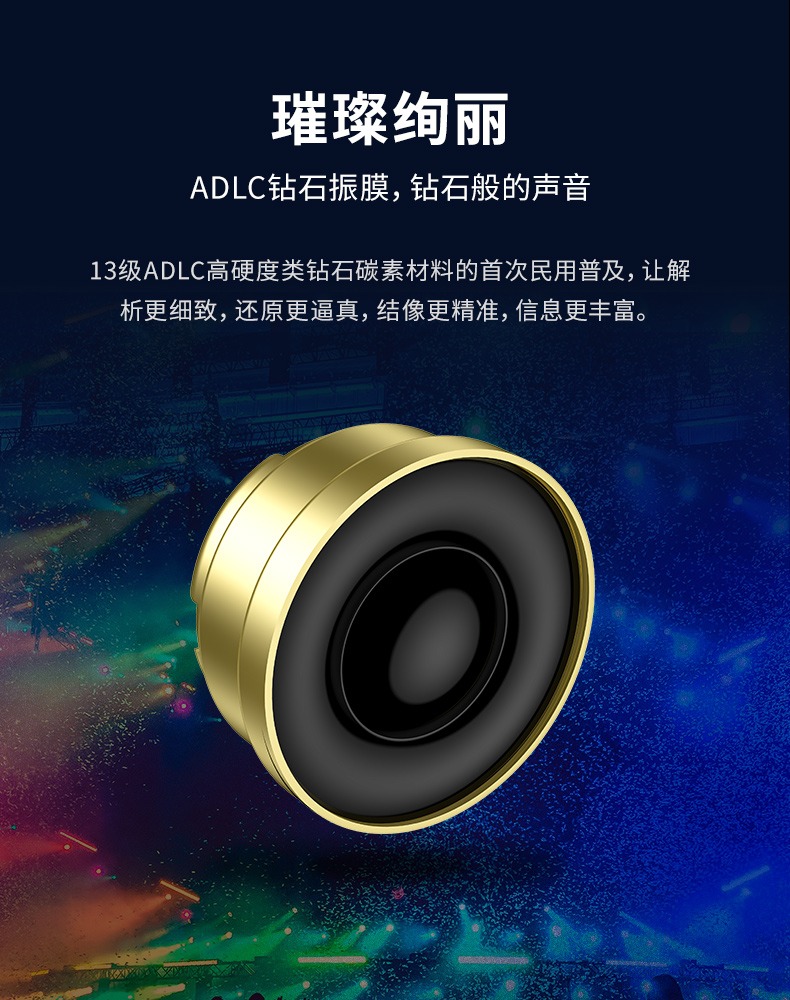 璀璨绚丽
ADLC钻石振膜，钻石般的声音
13级ADLC高硬度类钻石碳素材料的首次民用普及，让解
析更细致，还原更逼真，结像更精准，信息更丰富。